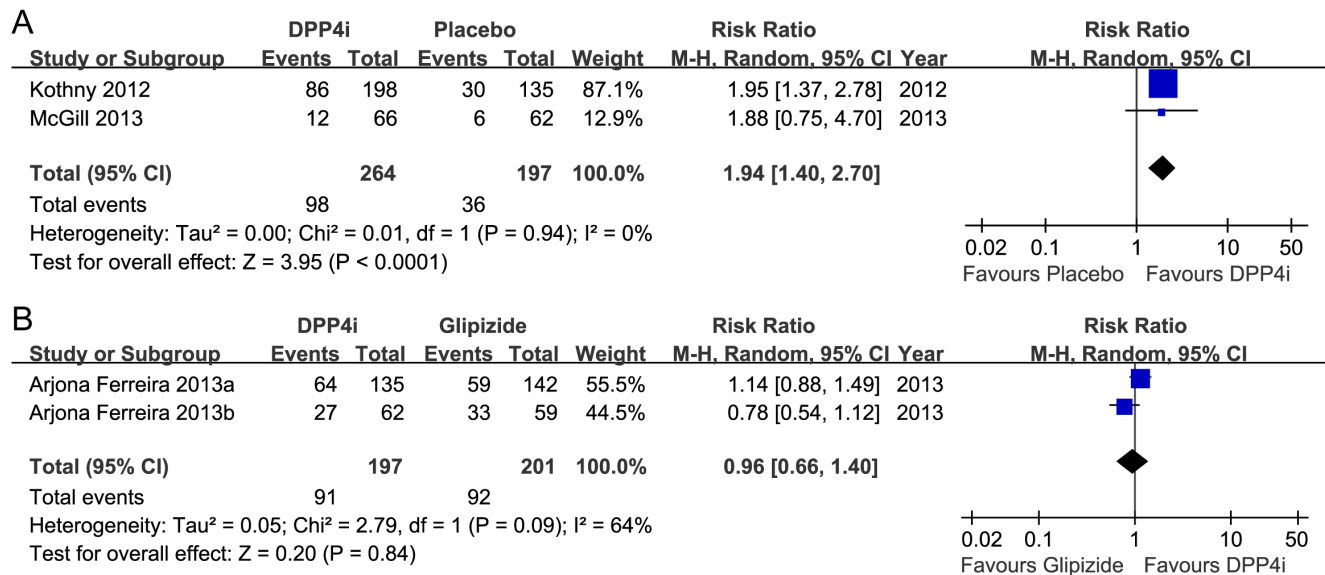 A
DPP4i Placebo Risk Ratio Risk Ratio
Study or Subgroup Events Total Events Total Weight M-H, Random, 95% CI Year M-H, Random, 95% CI
Kothny 2012 86 198 30 135 87.1% 1.95 [1.37, 2.78] 2012
McGill 2013 12 66 6 62 12.9% 1.88 [0.75, 4.70] 2013
Total (95% CI) 264 197 100.0% 1.94 [1.40, 2.70]
Total events 98 36
Heterogeneity: Tau² = 0.00; Chi² = 0.01, df = 1 (P = 0.94); I² = 0%
Test for overall effect: Z = 3.95 (P < 0.0001)
0.02 0.1 1 10 50
Favours Placebo Favours DPP4i
B
DPP4i Glipizide Risk Ratio Risk Ratio
Study or Subgroup Events Total Events Total Weight M-H, Random, 95% CI Year M-H, Random, 95% CI
Arjona Ferreira 2013a 64 135 59 142 55.5% 1.14 [0.88, 1.49] 2013
Arjona Ferreira 2013b 27 62 33 59 44.5% 0.78 [0.54, 1.12] 2013
Total (95% CI) 197 201 100.0% 0.96 [0.66, 1.40]
Total events 91 92
Heterogeneity: Tau² = 0.05; Chi² = 2.79, df = 1 (P = 0.09); I² = 64%
Test for overall effect: Z = 0.20 (P = 0.84)
0.02 0.1 1 10 50
Favours Glipizide Favours DPP4i